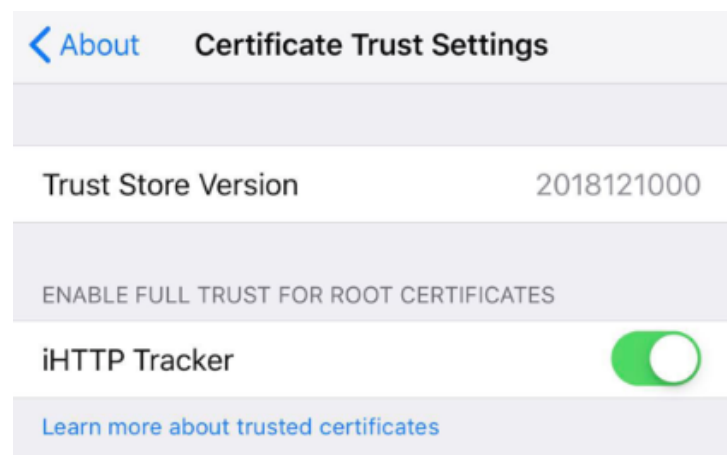 About Certificate Trust Settings
Trust Store Version 2018121000
ENABLE FULL TRUST FOR ROOT CERTIFICATES
iHTTP Tracker
Learn more about trusted certificates